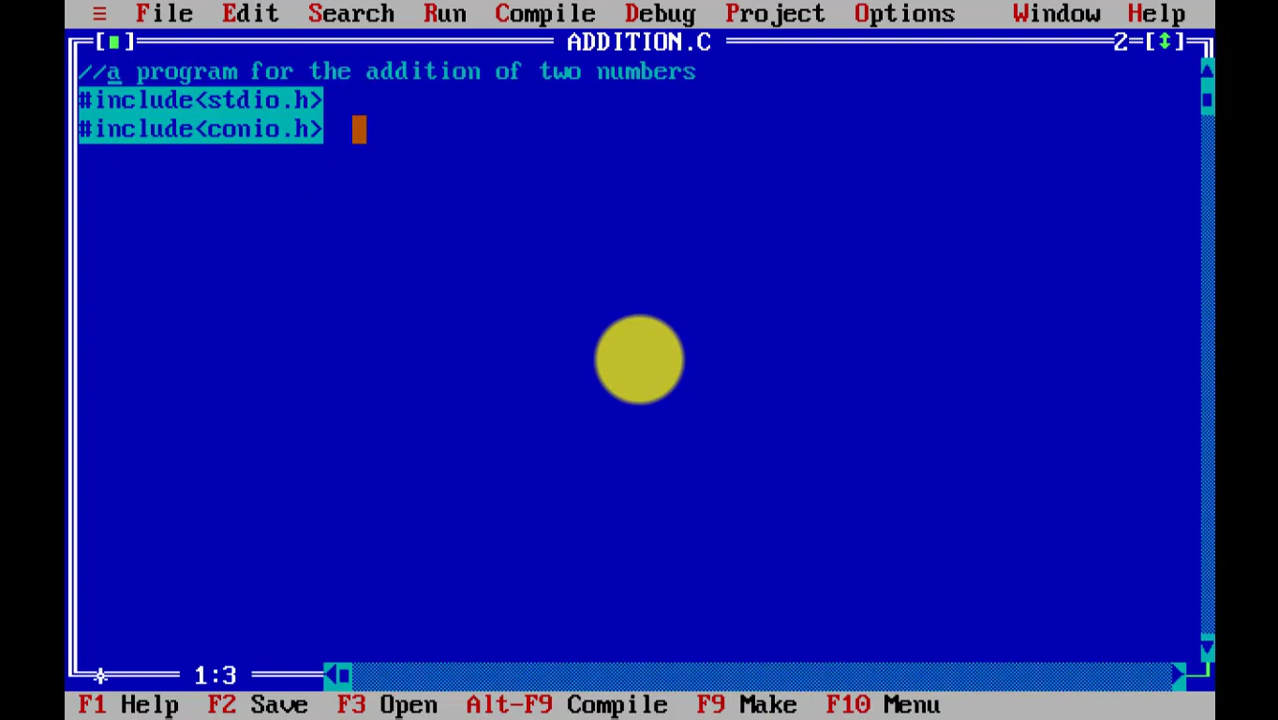 ≡ File Edit Search Run Compile Debug Project Options Window Help
[■] ADDITION.C 2=[↕]
//a program for the addition of two numbers
#include<stdio.h>
#include<conio.h>
1:3
F1 Help F2 Save F3 Open Alt-F9 Compile F9 Make F10 Menu